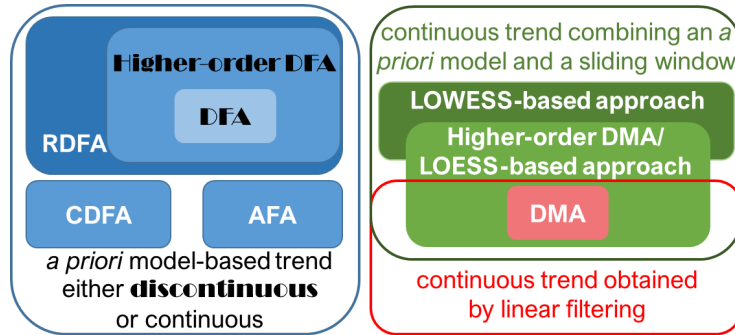 Higher-order DFA
DFA
RDFA
CDFA
AFA
a priori model-based trend
either discontinuous
or continuous
continuous trend combining an a
priori model and a sliding window
LOWESS-based approach
Higher-order DMA/
LOESS-based approach
DMA
continuous trend obtained
by linear filtering